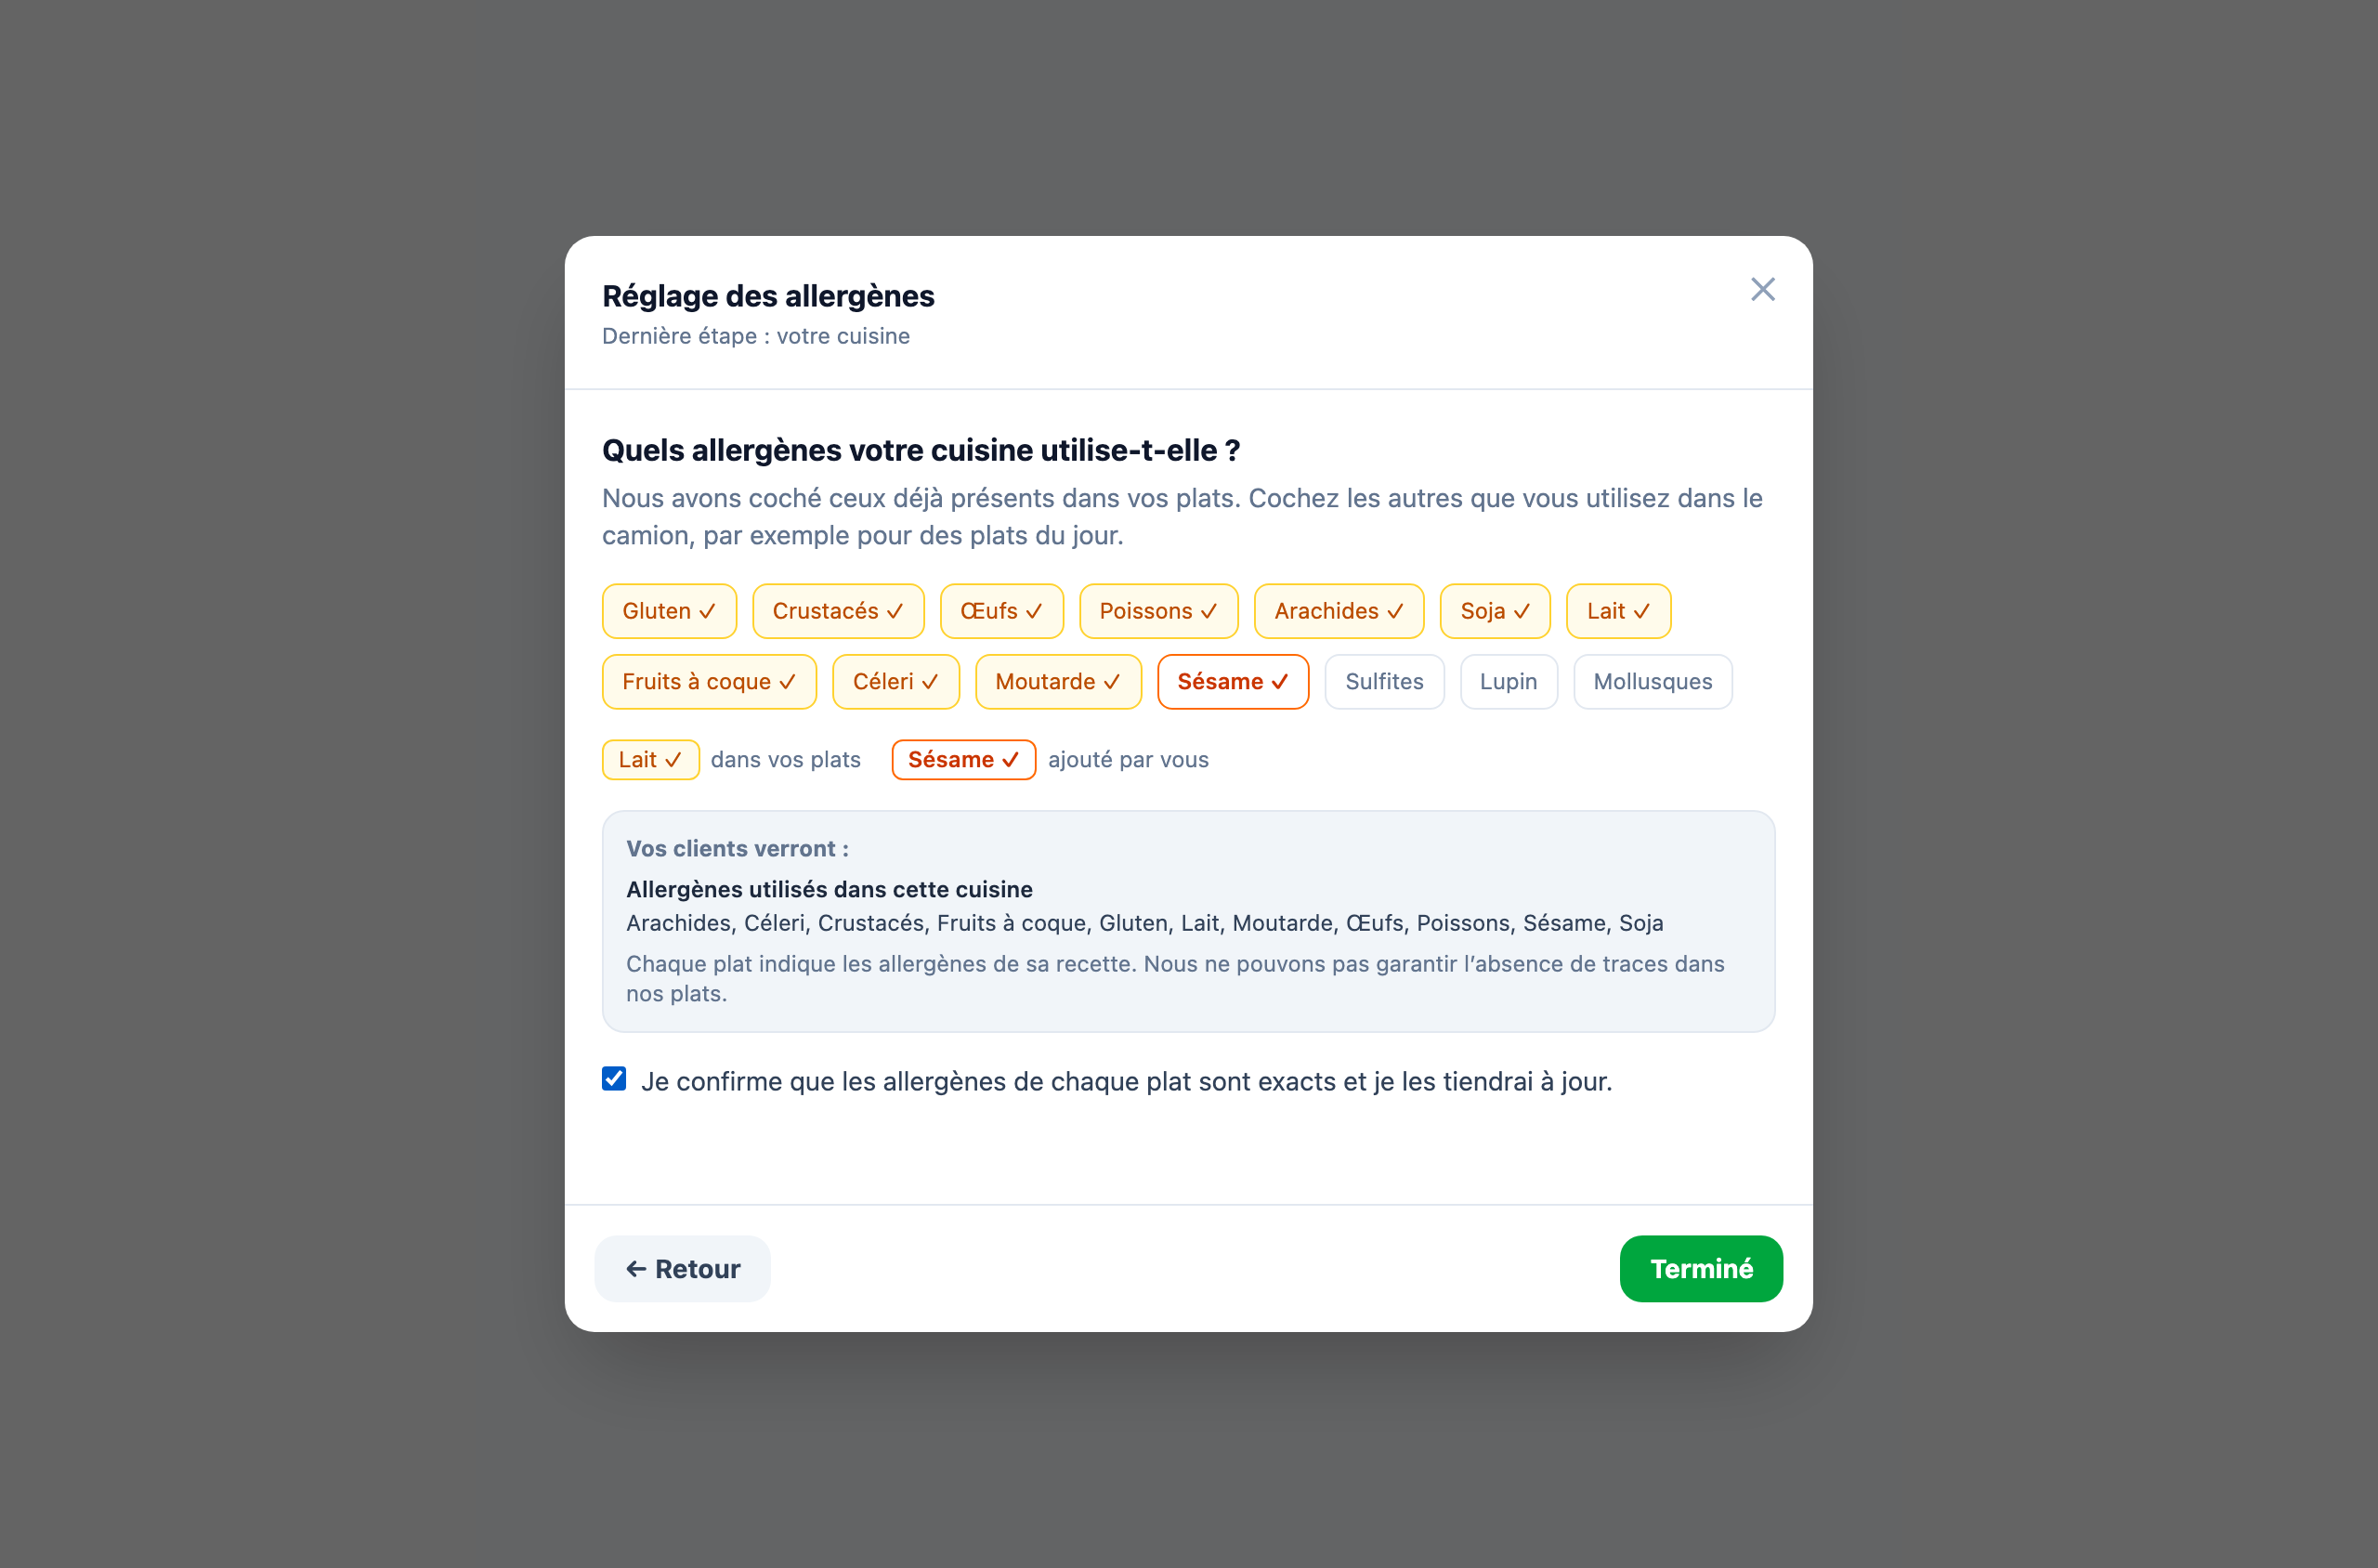 Réglage des allergènes
Dernière étape : votre cuisine
Quels allergènes votre cuisine utilise-t-elle ?
Nous avons coché ceux déjà présents dans vos plats. Cochez les autres que vous utilisez dans le
camion, par exemple pour des plats du jour.
Gluten ✓ Crustacés ✓ Œufs ✓ Poissons ✓ Arachides ✓ Soja ✓ Lait ✓
Fruits à coque ✓ Céleri ✓ Moutarde ✓ Sésame ✓ Sulfites Lupin Mollusques
Lait ✓ dans vos plats Sésame ✓ ajouté par vous
Vos clients verront :
Allergènes utilisés dans cette cuisine
Arachides, Céleri, Crustacés, Fruits à coque, Gluten, Lait, Moutarde, Œufs, Poissons, Sésame, Soja
Chaque plat indique les allergènes de sa recette. Nous ne pouvons pas garantir l’absence de traces dans
nos plats.
Je confirme que les allergènes de chaque plat sont exacts et je les tiendrai à jour.
← Retour Terminé